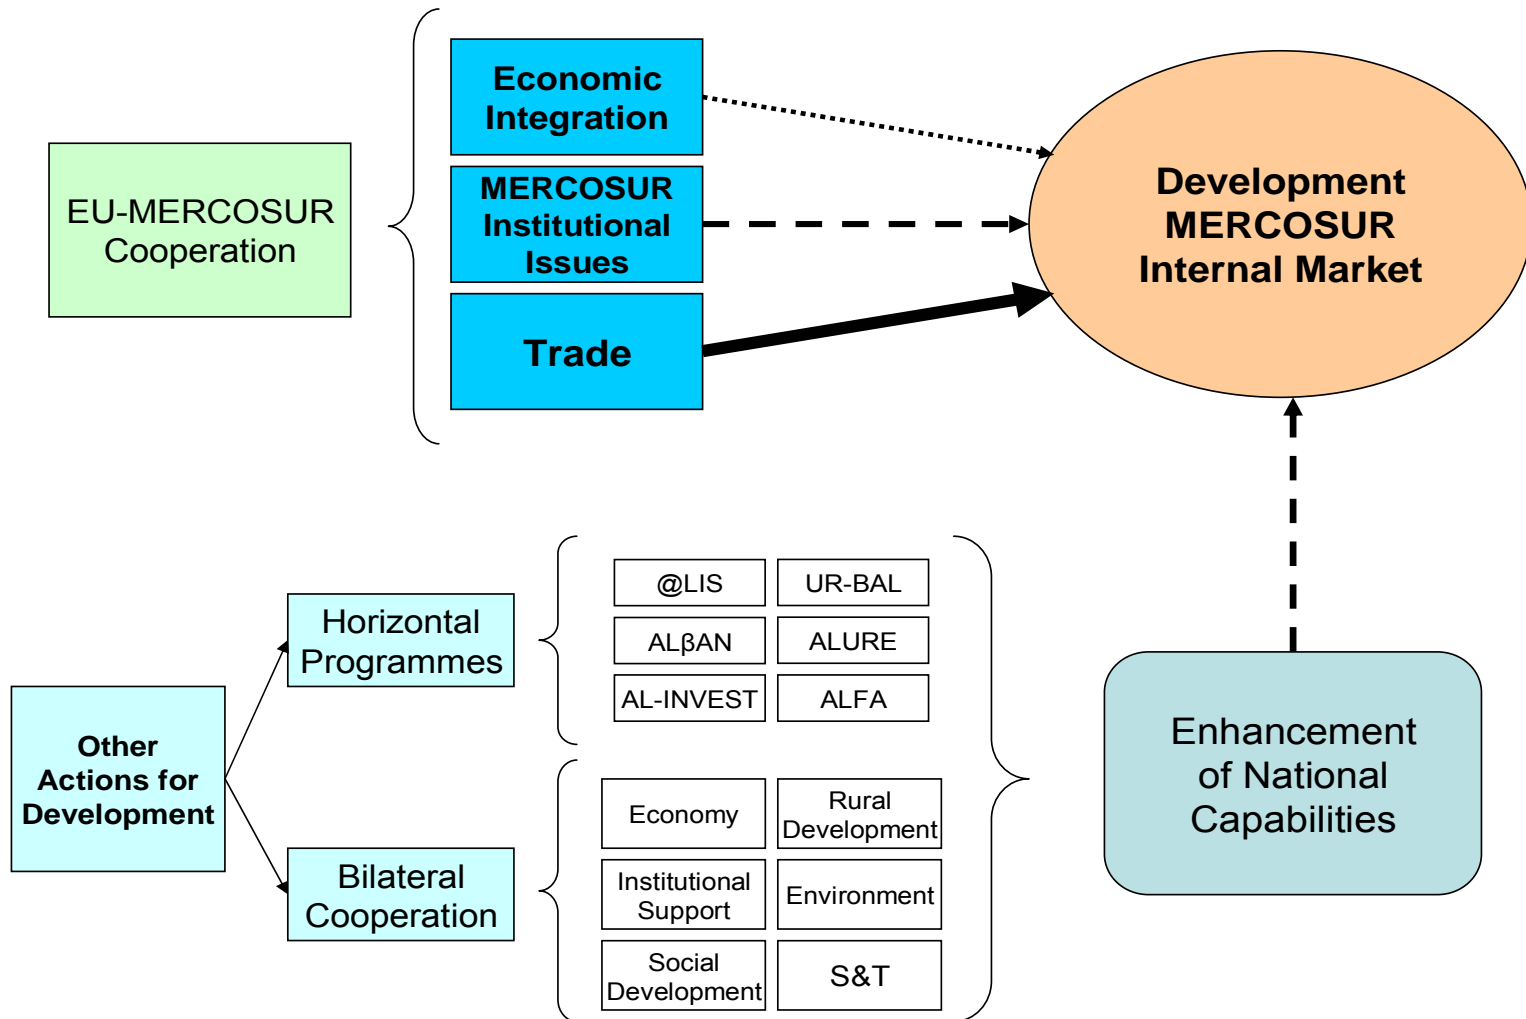 Economic
Integration
EU-MERCOSUR
Cooperation
MERCOSUR
Institutional
Issues
Trade
Development
MERCOSUR
Internal Market
Other
Actions for
Development
Horizontal
Programmes
@LIS
UR-BAL
ALβAN
ALURE
AL-INVEST
ALFA
Bilateral
Cooperation
Economy
Rural
Development
Institutional
Support
Environment
Social
Development
S&T
Enhancement
of National
Capabilities